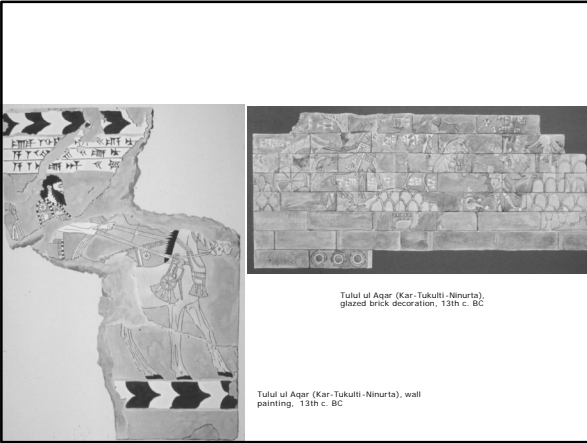 Tulul ul Aqar (Kar-Tukulti-Ninurta),
glazed brick decoration, 13th c. BC
Tulul ul Aqar (Kar-Tukulti-Ninurta), wall
painting, 13th c. BC